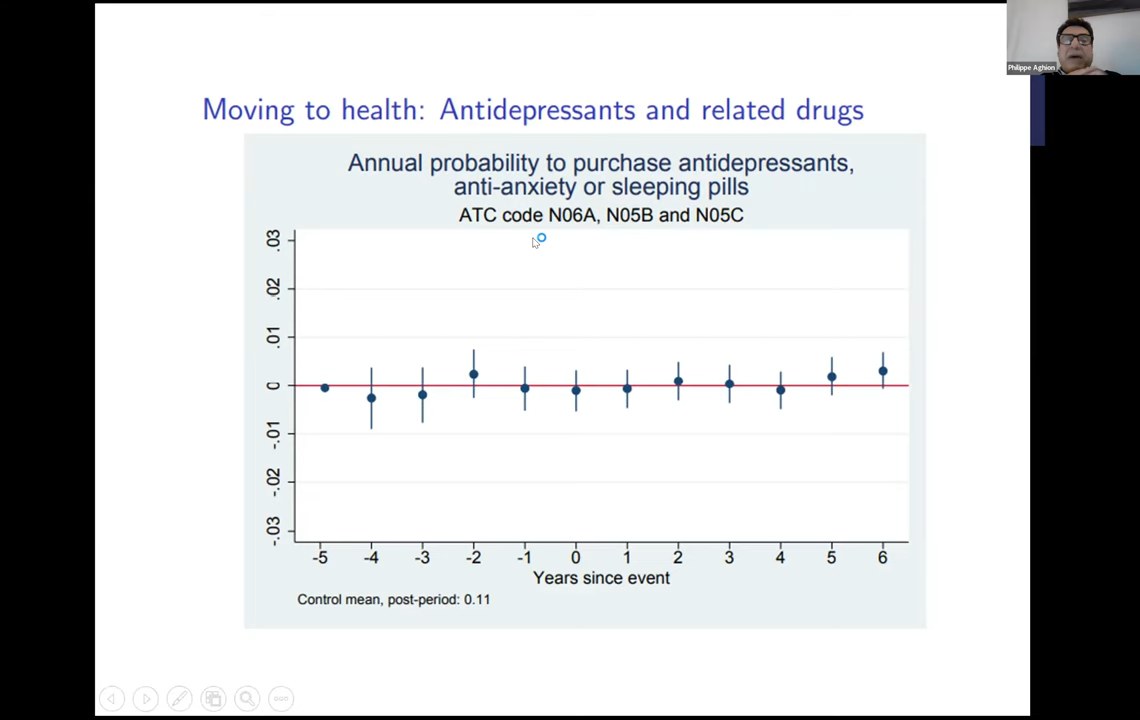 Philippe Aghion
Moving to health: Antidepressants and related drugs
Annual probability to purchase antidepressants,
anti-anxiety or sleeping pills
ATC code N06A, N05B and N05C
.03
.02
.01
0
-.01
-.02
-.03
-5 -4 -3 -2 -1 0 1 2 3 4 5 6
Years since event
Control mean, post-period: 0.11